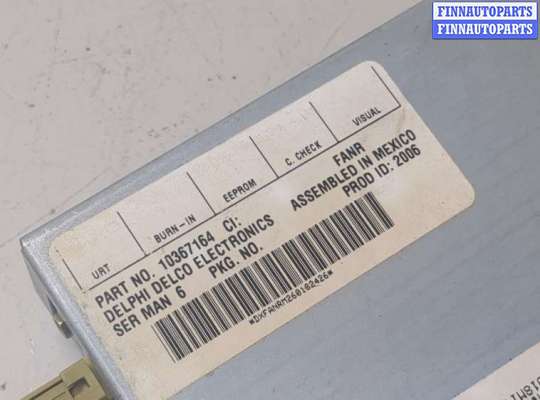 FINNAUTOPARTS
FINNAUTOPARTS
URT
BURN-IN
EEPROM
C. CHECK
VISUAL
PART NO. 10367164 CI: FANR
DELPHI DELCO ELECTRONICS ASSEMBLED IN MEXICO
SER MAN 6 PKG. NO. PROD ID: 2006
*DXFANRM260102426*